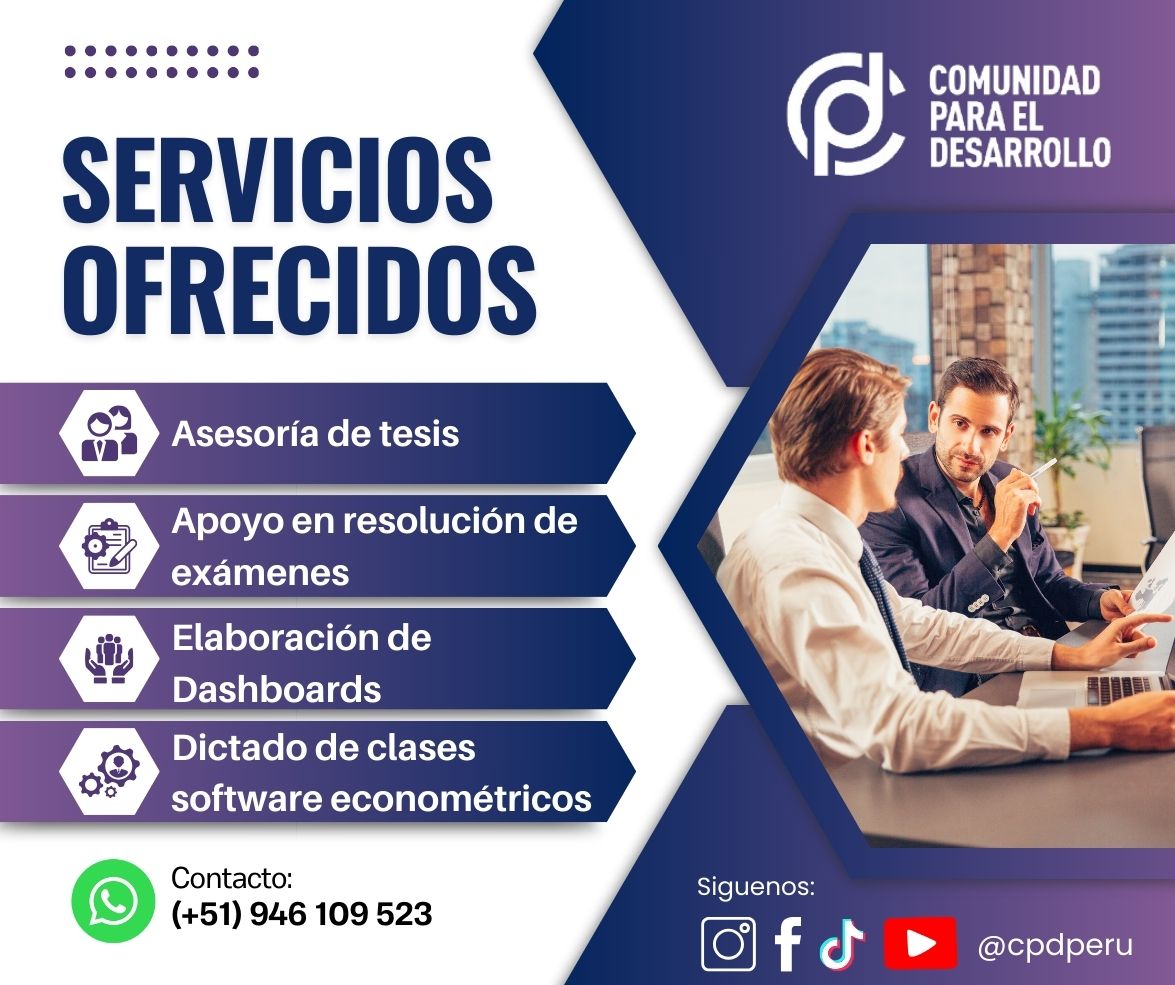 COMUNIDAD
PARA EL
DESARROLLO
SERVICIOS
OFRECIDOS
Asesoría de tesis
Apoyo en resolución de
exámenes
Elaboración de
Dashboards
Dictado de clases
software econométricos
Contacto:
(+51) 946 109 523
Siguenos:
@cpdperu